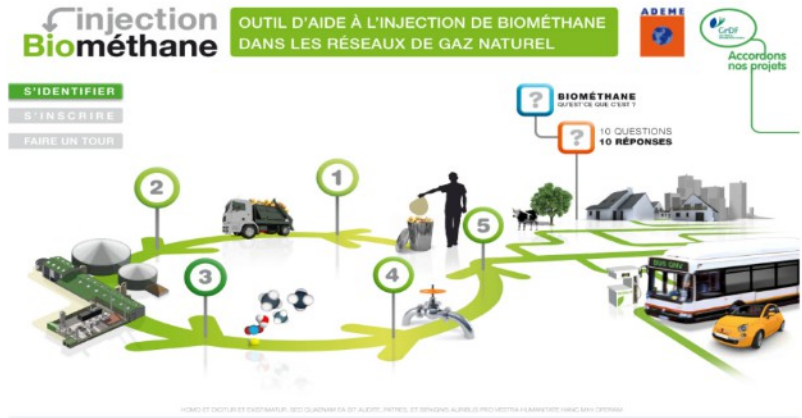 injection
Biométhane
OUTIL D'AIDE À L'INJECTION DE BIOMÉTHANE
DANS LES RÉSEAUX DE GAZ NATUREL
ADEME
GrDF
Accordons
nos projets
S'IDENTIFIER
S'INSCRIRE
FAIRE UN TOUR
?
BIOMÉTHANE
QU'EST CE QUE C'EST ?
?
10 QUESTIONS
10 RÉPONSES
1
2
3
4
5
BUS GNV